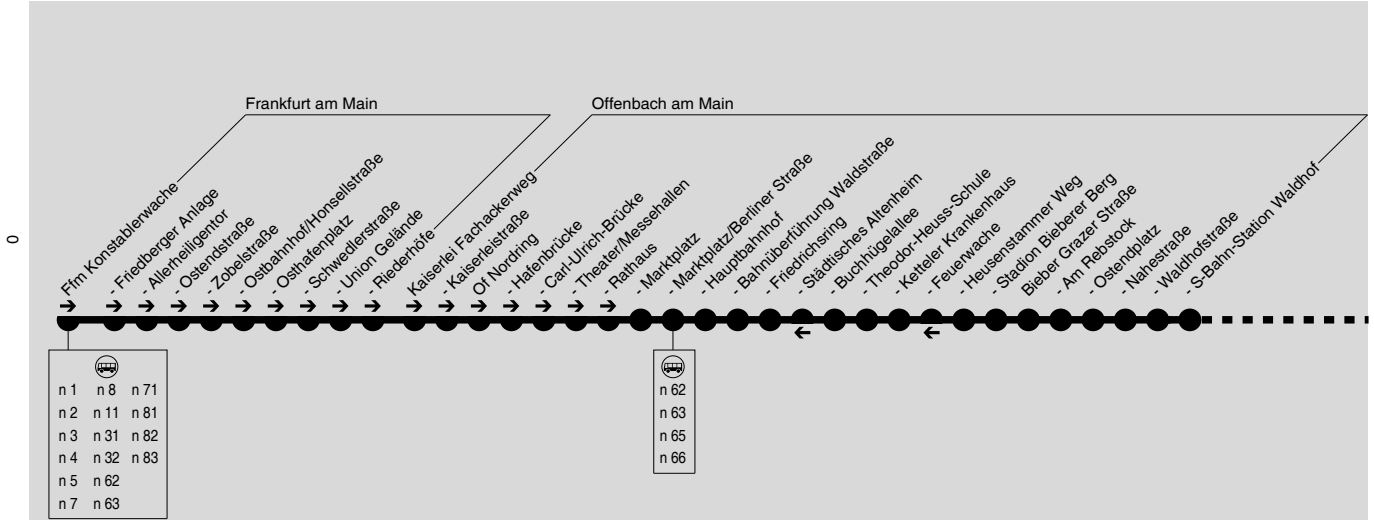 0
Frankfurt am Main
Offenbach am Main
Ffm Konstablerwache
- Friedberger Anlage
- Allerheiligentor
- Ostendstraße
- Zobelstraße
- Ostbahnhof/Honsellstraße
- Osthafenplatz
- Schwedlerstraße
- Union Gelände
- Riederhöfe
Kaiserlei Fachackerweg
- Kaiserleistraße
Of Nordring
- Hafenbrücke
- Carl-Ulrich-Brücke
- Theater/Messehallen
- Rathaus
- Marktplatz
- Marktplatz/Berliner Straße
- Hauptbahnhof
- Bahnüberführung Waldstraße
- Friedrichsring
- Städtisches Altenheim
- Buchhügelallee
- Theodor-Heuss-Schule
- Ketteler Krankenhaus
- Feuerwache
- Heusenstammer Weg
- Stadion Bieberer Berg
Bieber Grazer Straße
- Am Rebstock
- Ostendplatz
- Nahestraße
- Waldhofstraße
- S-Bahn-Station Waldhof
n 1 n 8 n 71
n 2 n 11 n 81
n 3 n 31 n 82
n 4 n 32 n 83
n 5 n 62
n 7 n 63
n 62
n 63
n 65
n 66